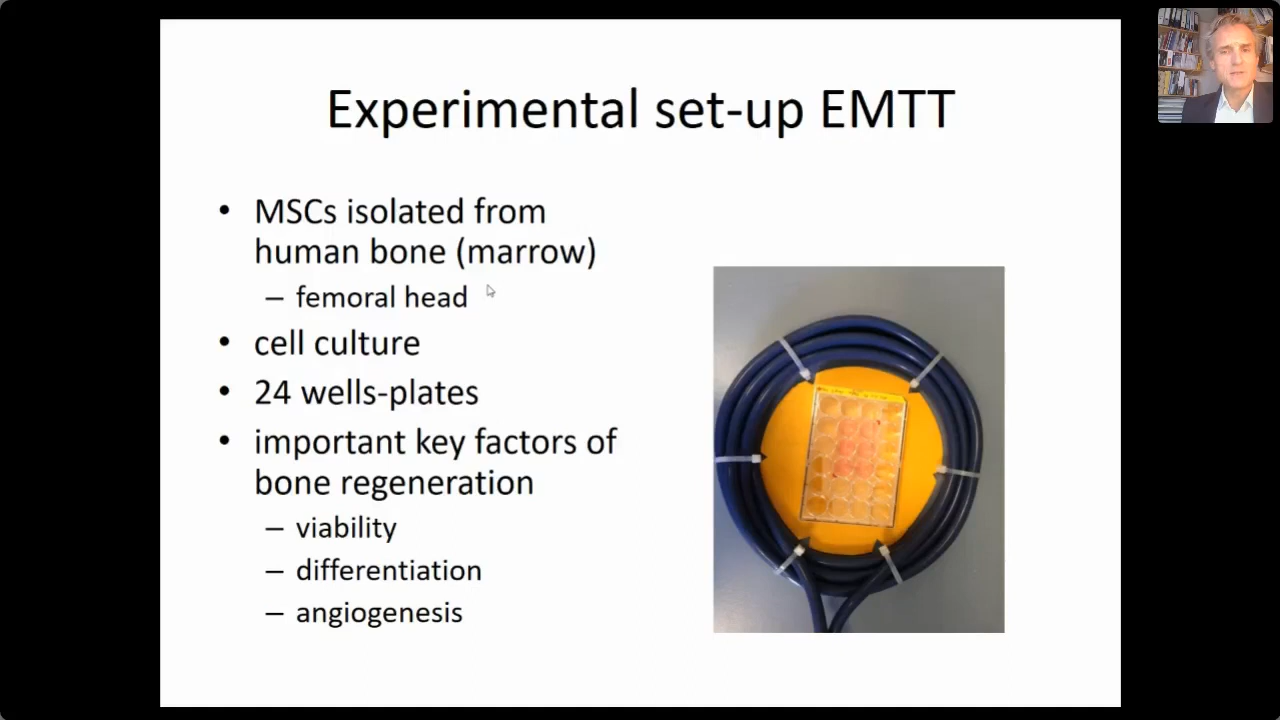 Experimental set-up EMTT
• MSCs isolated from
human bone (marrow)
– femoral head
• cell culture
• 24 wells-plates
• important key factors of
bone regeneration
– viability
– differentiation
– angiogenesis